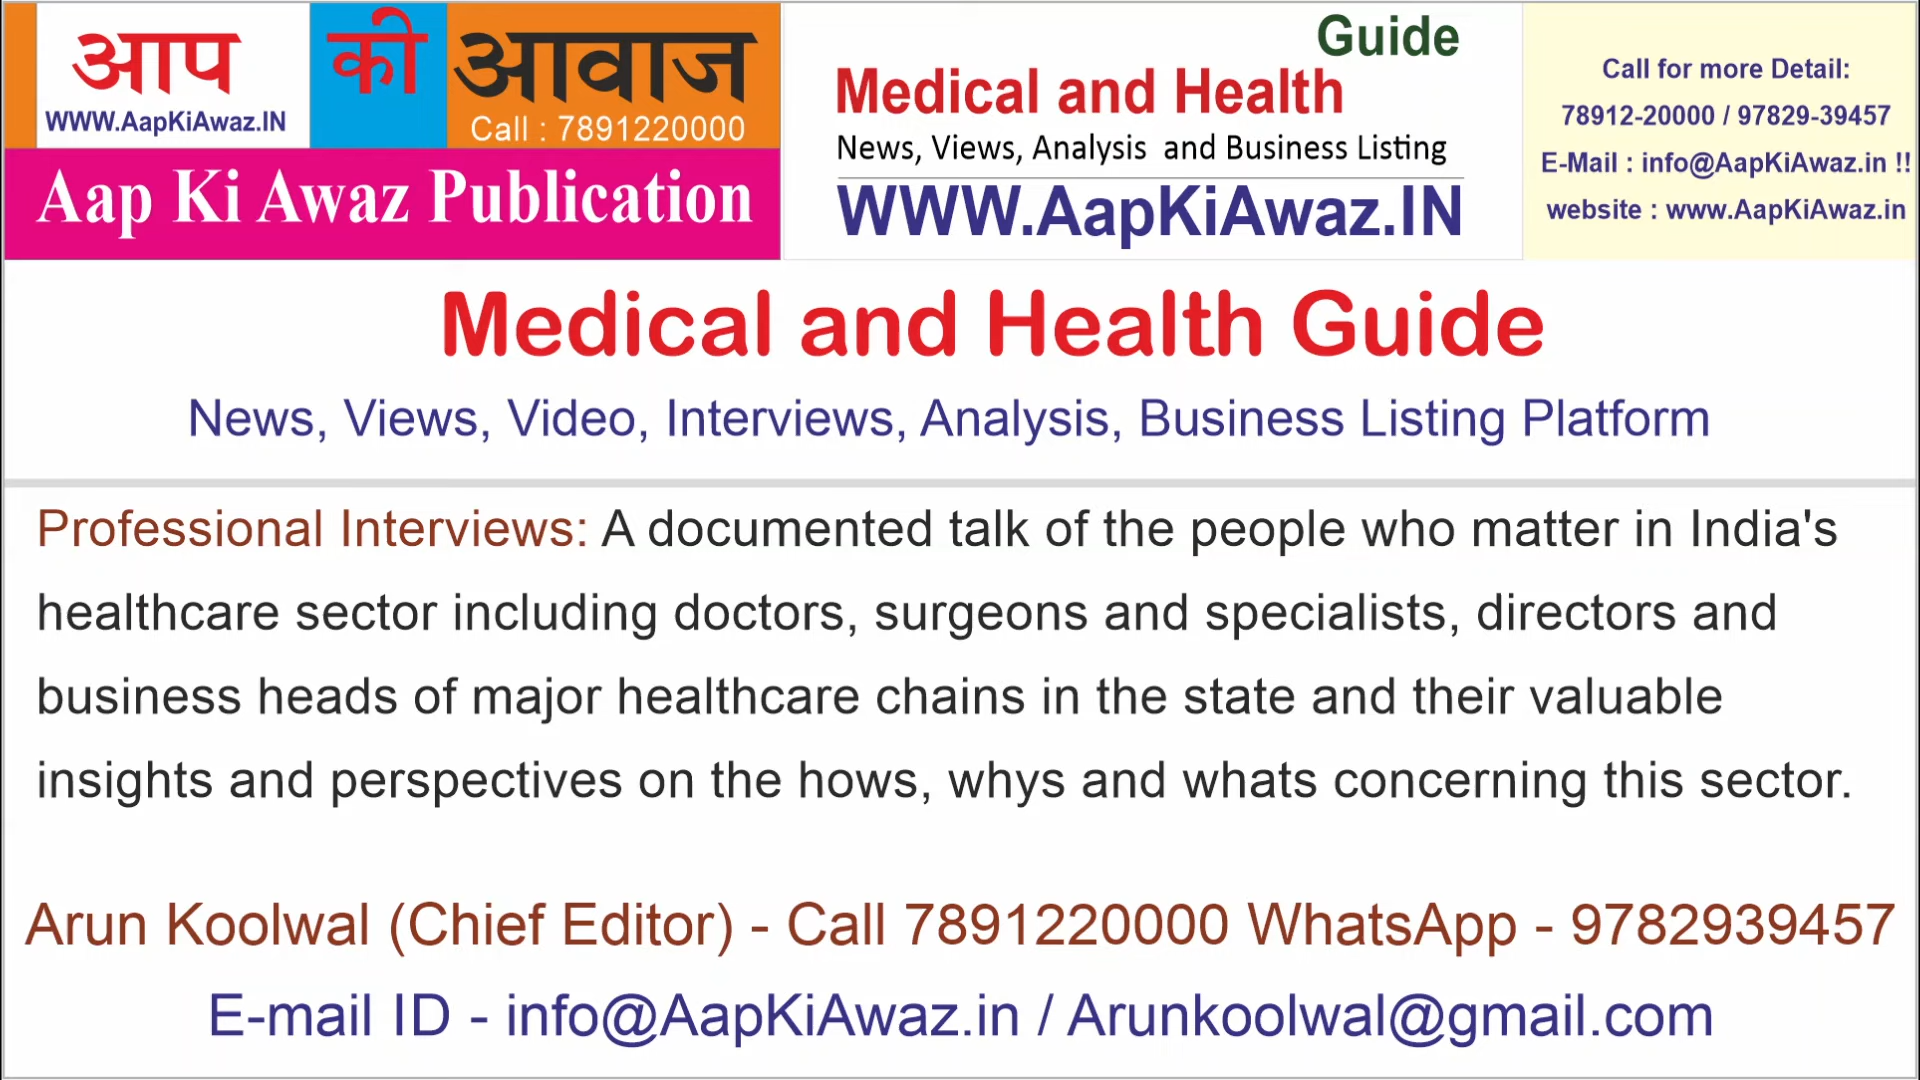 आप की आवाज
WWW.AapKiAwaz.IN
Call : 7891220000
Aap Ki Awaz Publication
Guide
Medical and Health
News, Views, Analysis and Business Listing
WWW.AapKiAwaz.IN
Call for more Detail:
78912-20000 / 97829-39457
E-Mail : info@AapKiAwaz.in !!
website : www.AapKiAwaz.in
Medical and Health Guide
News, Views, Video, Interviews, Analysis, Business Listing Platform
Professional Interviews: A documented talk of the people who matter in India's
healthcare sector including doctors, surgeons and specialists, directors and
business heads of major healthcare chains in the state and their valuable
insights and perspectives on the hows, whys and whats concerning this sector.
Arun Koolwal (Chief Editor) - Call 7891220000 WhatsApp - 9782939457
E-mail ID - info@AapKiAwaz.in / Arunkoolwal@gmail.com